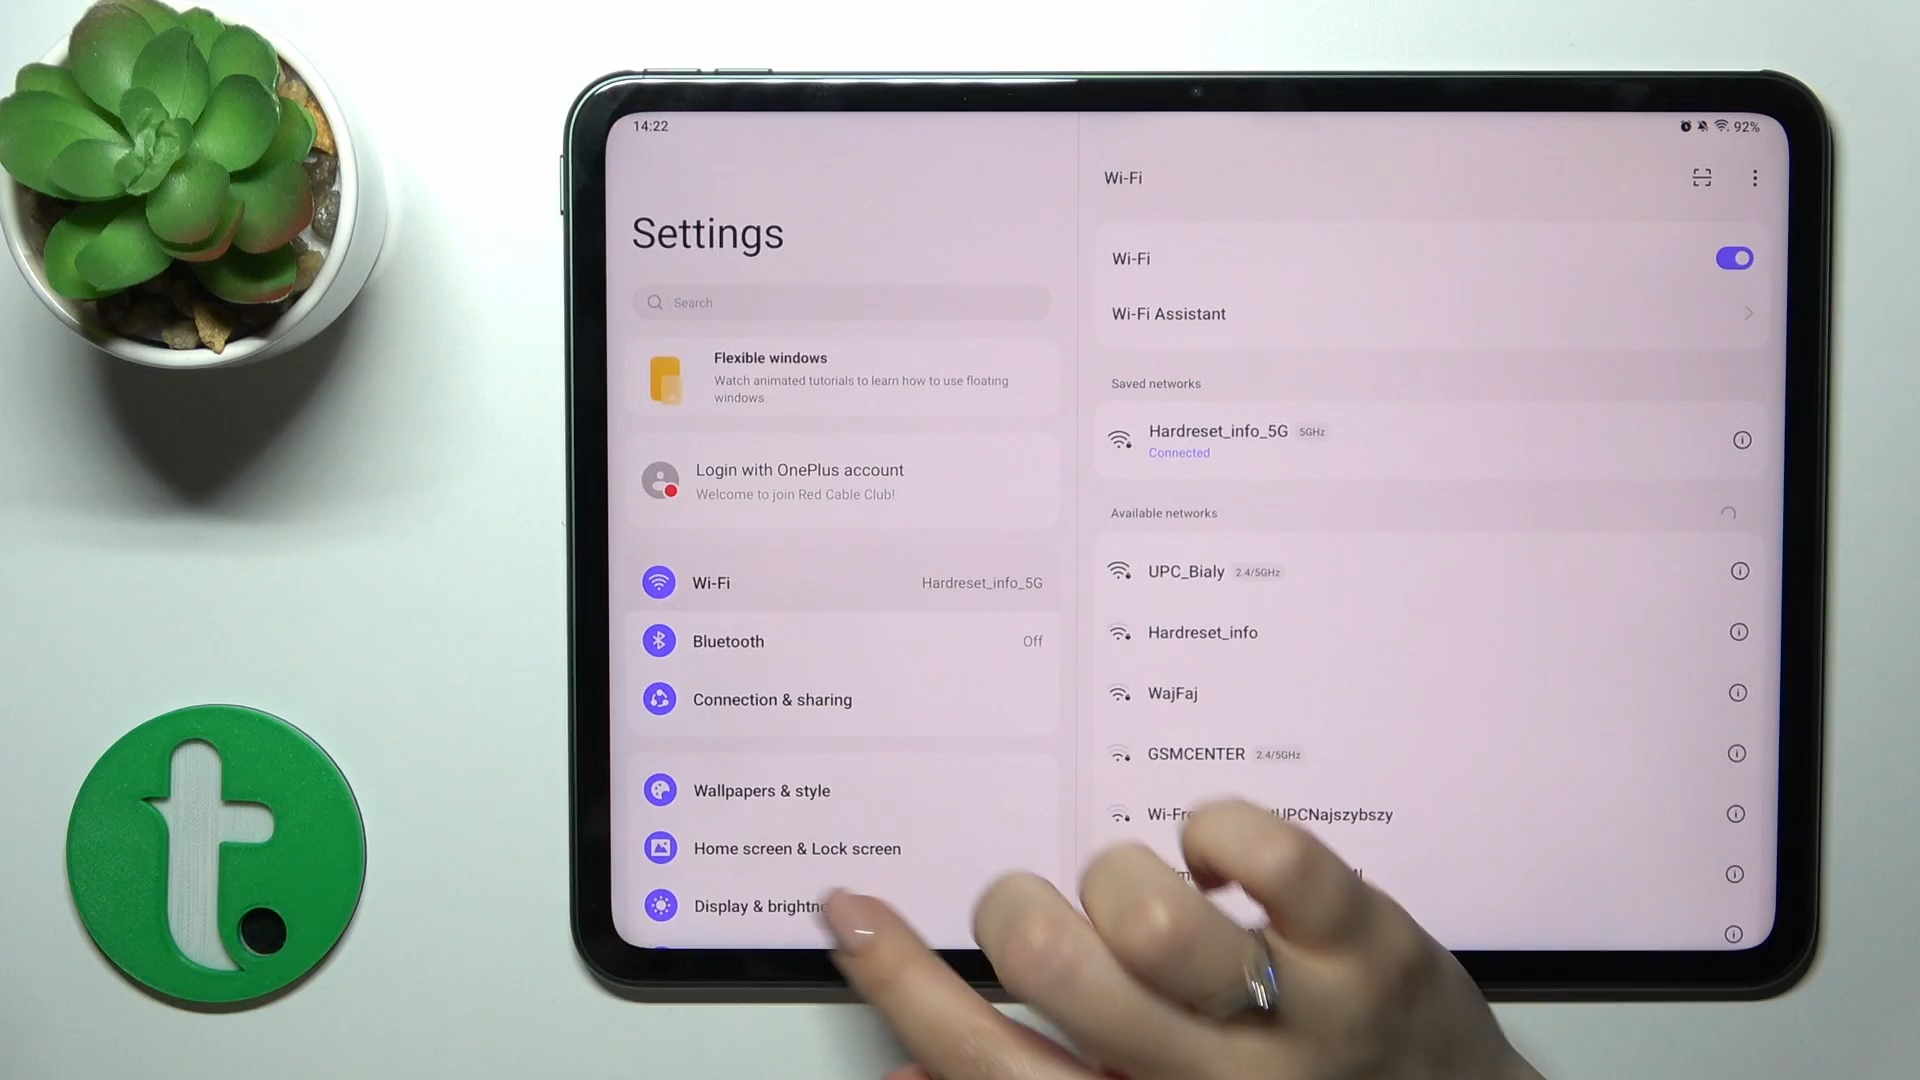 14:22
92%
Settings
Search
Flexible windows
Watch animated tutorials to learn how to use floating
windows.
Login with OnePlus account
Welcome to join Red Cable Club!
Wi-Fi Hardreset_info_5G
Bluetooth Off
Connection & sharing
Wallpapers & style
Home screen & Lock screen
Display &
Wi-Fi
Wi-Fi
Wi-Fi Assistant
Saved networks
Hardreset_info_5G 5GHz
Connected
Available networks
UPC_Bialy 2.4/5GHz
Hardreset_info
WajFaj
GSMCENTER 2.4/5GHz
UPCNajszybszy
t